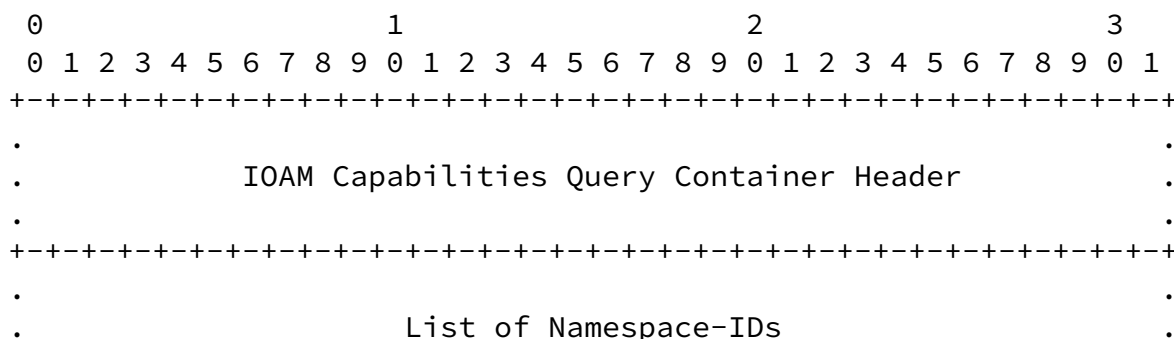 0                   1                   2                   3
 0 1 2 3 4 5 6 7 8 9 0 1 2 3 4 5 6 7 8 9 0 1 2 3 4 5 6 7 8 9 0 1
+-+-+-+-+-+-+-+-+-+-+-+-+-+-+-+-+-+-+-+-+-+-+-+-+-+-+-+-+-+-+-+-+
.                                                               .
.            IOAM Capabilities Query Container Header           .
.                                                               .
+-+-+-+-+-+-+-+-+-+-+-+-+-+-+-+-+-+-+-+-+-+-+-+-+-+-+-+-+-+-+-+-+
.                                                               .
.                     List of Namespace-IDs                     .